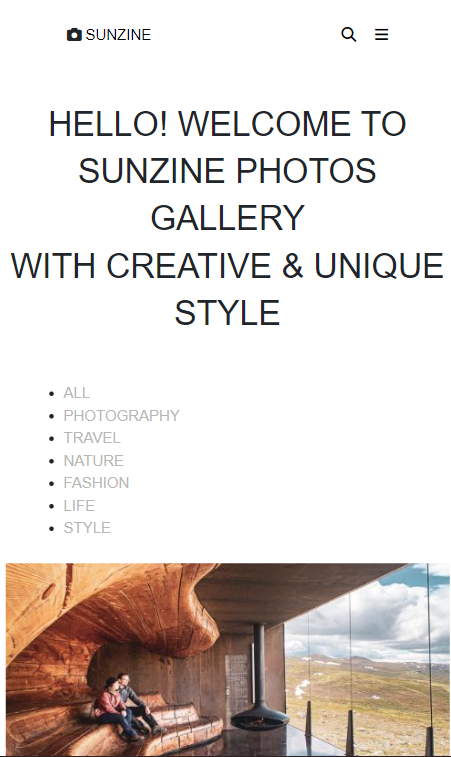 SUNZINE
HELLO! WELCOME TO
SUNZINE PHOTOS
GALLERY
WITH CREATIVE & UNIQUE
STYLE
ALL
PHOTOGRAPHY
TRAVEL
NATURE
FASHION
LIFE
STYLE